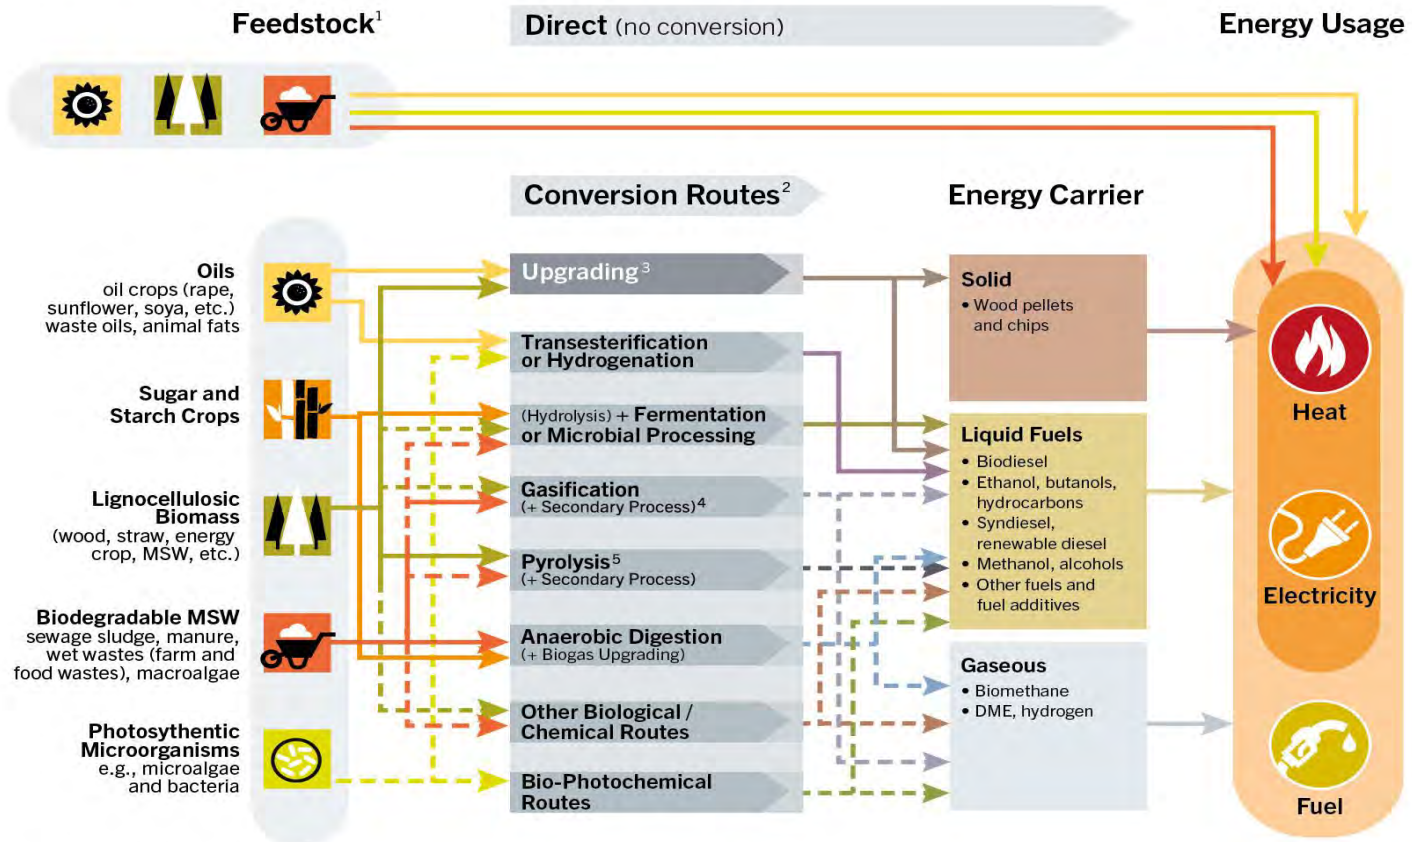 Feedstock¹
Direct (no conversion)
Energy Usage
Conversion Routes²
Energy Carrier
Oils
oil crops (rape,
sunflower, soya, etc.)
waste oils, animal fats
Sugar and
Starch Crops
Lignocellulosic
Biomass
(wood, straw, energy
crop, MSW, etc.)
Biodegradable MSW
sewage sludge, manure,
wet wastes (farm and
food wastes), macroalgae
Photosythentic
Microorganisms
e.g., microalgae
and bacteria
Upgrading³
Transesterification
or Hydrogenation
(Hydrolysis) + Fermentation
or Microbial Processing
Gasification
(+ Secondary Process)⁴
Pyrolysis⁵
(+ Secondary Process)
Anaerobic Digestion
(+ Biogas Upgrading)
Other Biological /
Chemical Routes
Bio-Photochemical
Routes
Solid
• Wood pellets
and chips
Liquid Fuels
• Biodiesel
• Ethanol, butanols,
hydrocarbons
• Syndiesel,
renewable diesel
• Methanol, alcohols
• Other fuels and
fuel additives
Gaseous
• Biomethane
• DME, hydrogen
Heat
Electricity
Fuel